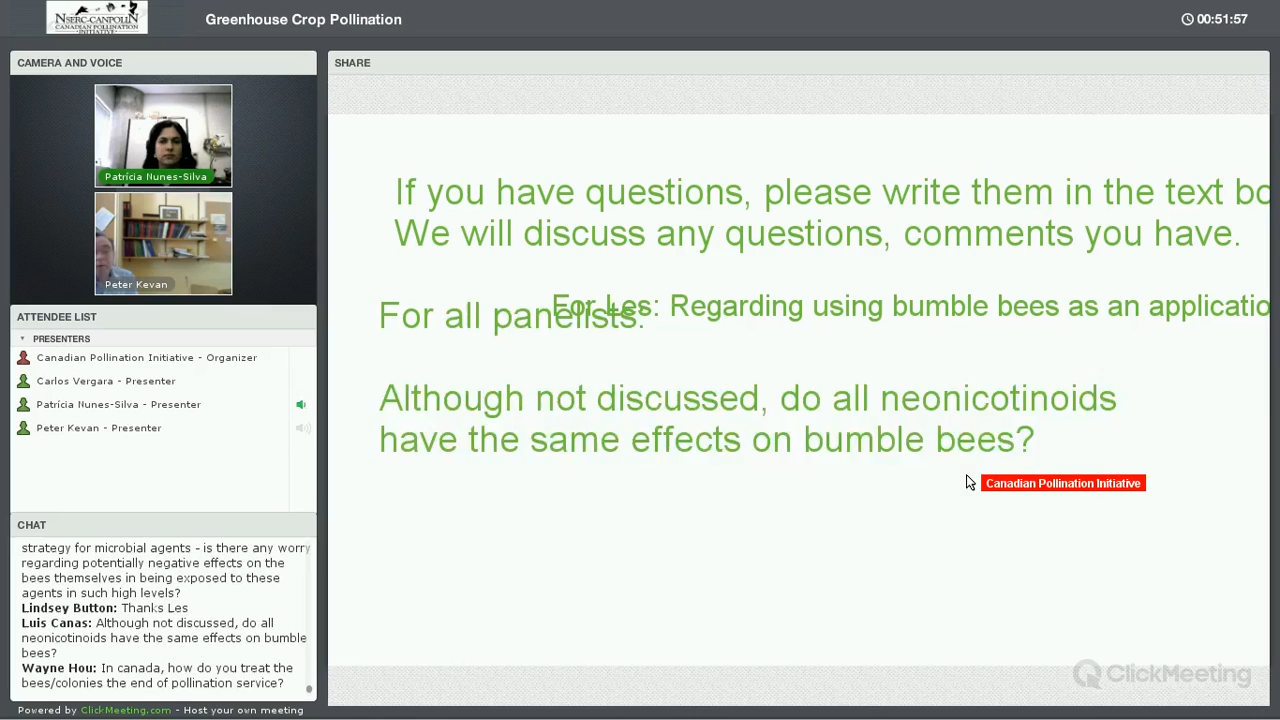 NSERC-CANPOLIN
CANADIAN POLLINATION
INITIATIVE
Greenhouse Crop Pollination
00:51:57
CAMERA AND VOICE
Patrícia Nunes-Silva
Peter Kevan
ATTENDEE LIST
PRESENTERS
Canadian Pollination Initiative - Organizer
Carlos Vergara - Presenter
Patrícia Nunes-Silva - Presenter
Peter Kevan - Presenter
CHAT
strategy for microbial agents - is there any worry
regarding potentially negative effects on the
bees themselves in being exposed to these
agents in such high levels?
Lindsey Button: Thanks Les
Luis Canas: Although not discussed, do all
neonicotinoids have the same effects on bumble
bees?
Wayne Hou: In canada, how do you treat the
bees/colonies the end of pollination service?
Powered by ClickMeeting.com - Host your own meeting
SHARE
If you have questions, please write them in the text bo
We will discuss any questions, comments you have.
For Les: Regarding using bumble bees as an applicatio
For all panelists:
Although not discussed, do all neonicotinoids
have the same effects on bumble bees?
Canadian Pollination Initiative
ClickMeeting